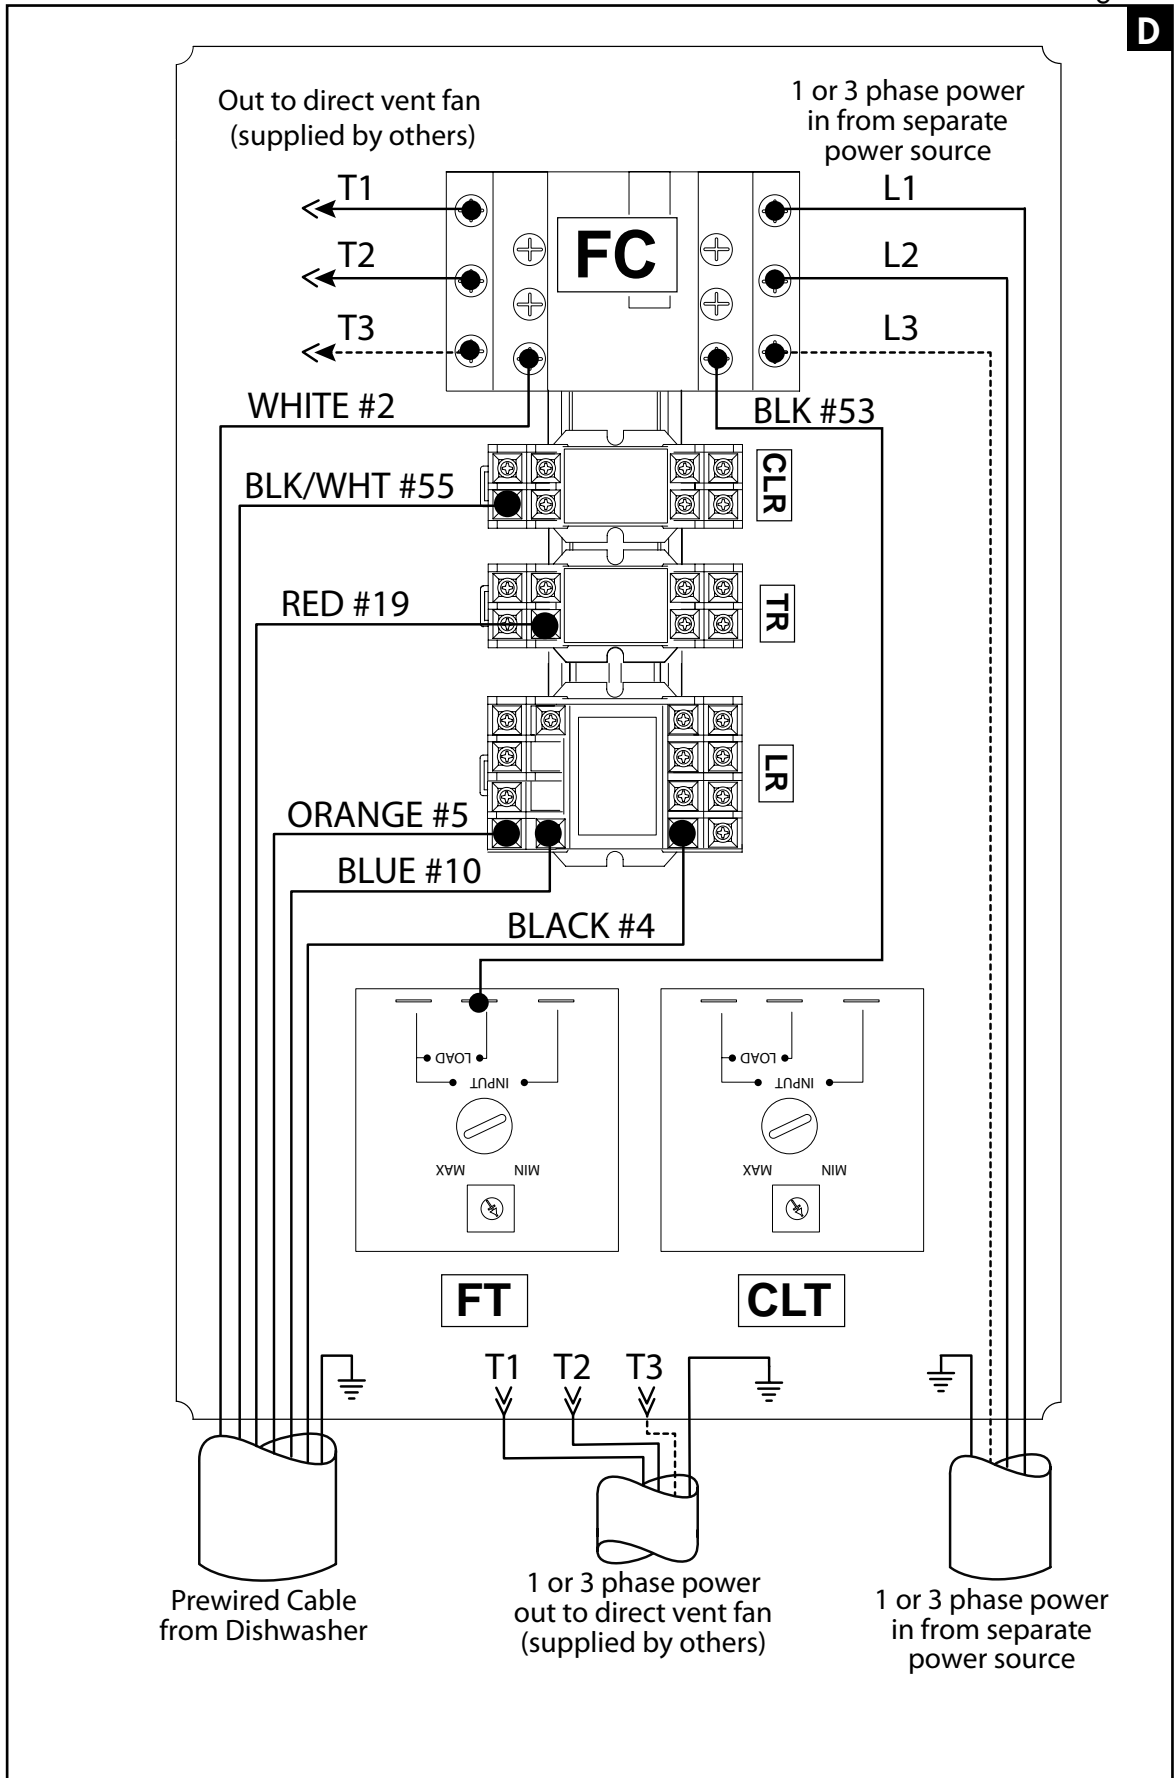 D
Out to direct vent fan
(supplied by others)
1 or 3 phase power
in from separate
power source
T1
L1
FC
T2
L2
T3
L3
WHITE #2
BLK #53
CLR
BLK/WHT #55
RED #19
TR
LR
ORANGE #5
BLUE #10
BLACK #4
LOAD
LOAD
INPUT
INPUT
MAX
MIN
MAX
MIN
FT
CLT
T1
T2
T3
Prewired Cable
from Dishwasher
1 or 3 phase power
out to direct vent fan
(supplied by others)
1 or 3 phase power
in from separate
power source